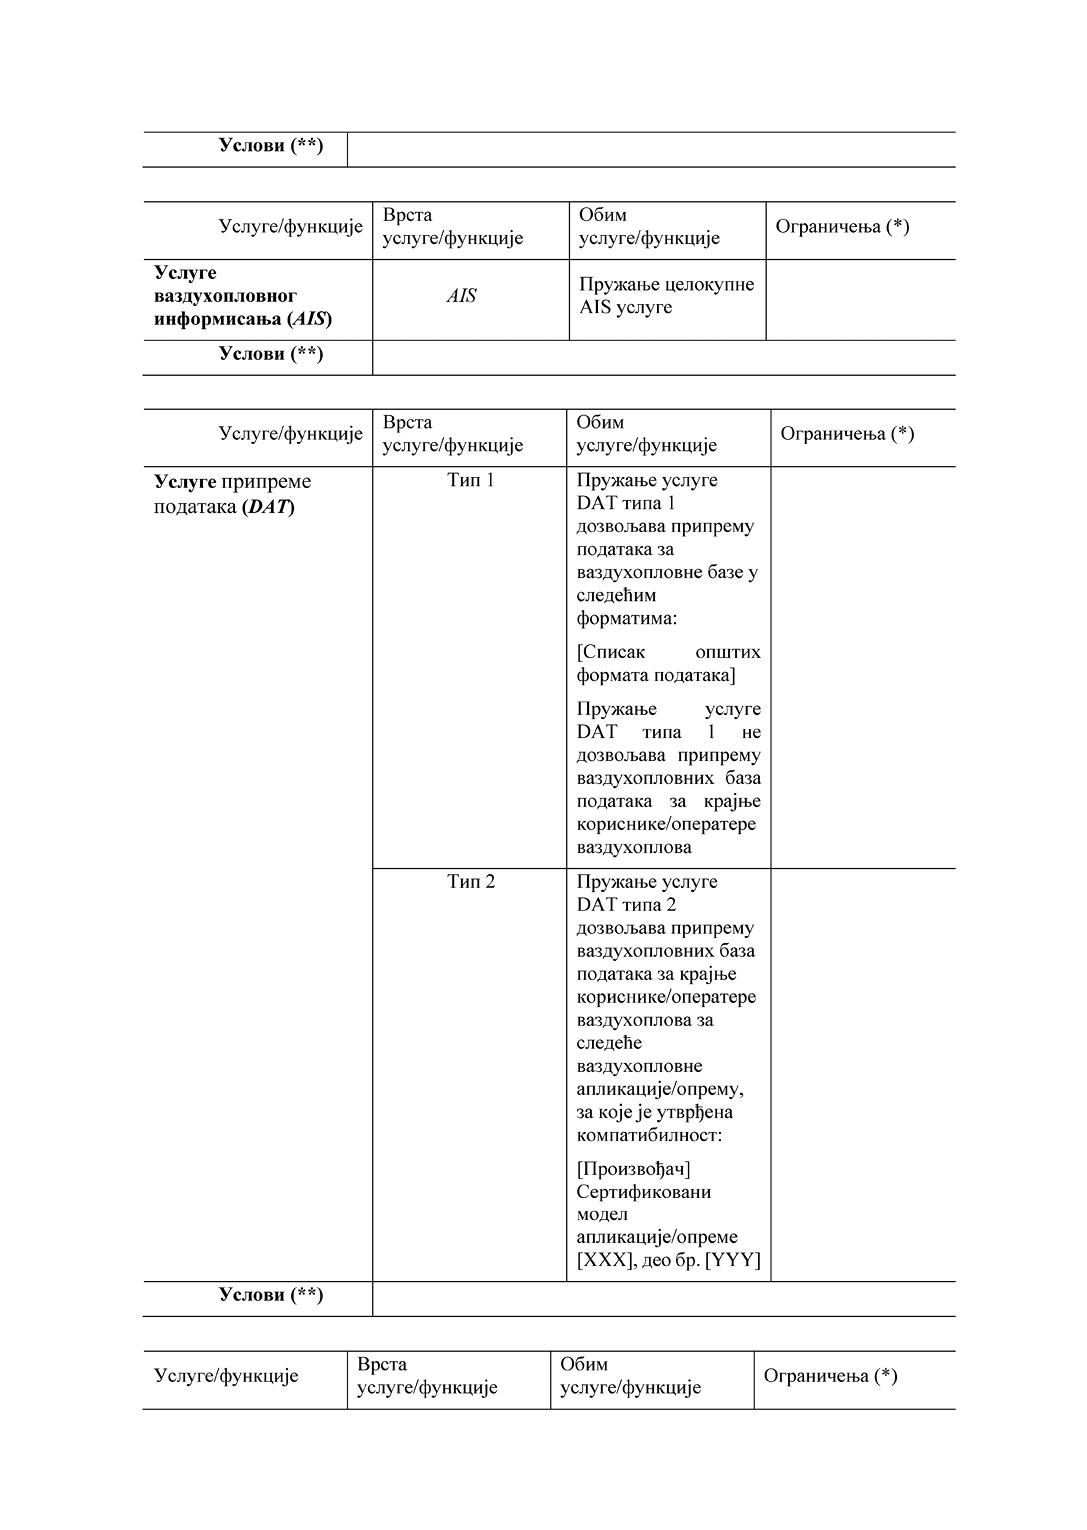 Услови (**)
Услуге/функције
Врста
услуге/функције
Обим
услуге/функције
Ограничења (*)
Услуге
ваздухопловног
информисања (AIS)
AIS
Пружање целокупне
AIS услуге
Услови (**)
Услуге/функције
Врста
услуге/функције
Обим
услуге/функције
Ограничења (*)
Услуге припреме
података (DAT)
Тип 1
Пружање услуге
DAT типа 1
дозвољава припрему
података за
ваздухопловне базе у
следећим
форматима:
[Списак општих
формата података]
Пружање услуге
DAT типа 1 не
дозвољава припрему
ваздухопловних база
података за крајње
кориснике/оператере
ваздухоплова
Тип 2
Пружање услуге
DAT типа 2
дозвољава припрему
ваздухопловних база
података за крајње
кориснике/оператере
ваздухоплова за
следеће
ваздухопловне
апликације/опрему,
за које је утврђена
компатибилност:
[Произвођач]
Сертификовани
модел
апликације/опреме
[XXX], део бр. [YYY]
Услови (**)
Услуге/функције
Врста
услуге/функције
Обим
услуге/функције
Ограничења (*)